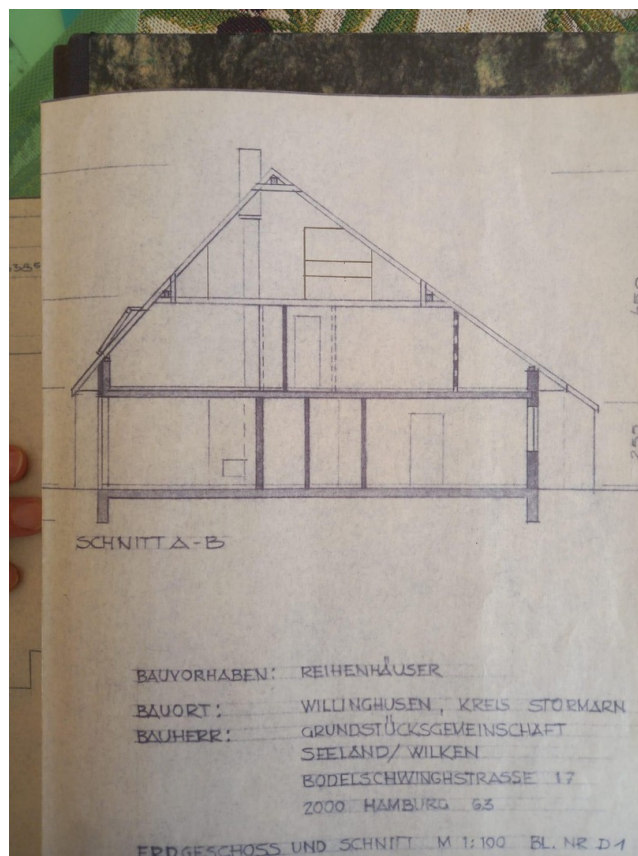 SCHNITT A-B
BAUVORHABEN: REIHENHÄUSER
BAUORT: WILLINGHUSEN, KREIS STORMARN
BAUHERR: GRUNDSTÜCKSGEMEINSCHAFT
SEELAND/WILKEN
BODELSCHWINGHSTRASSE 17
2000 HAMBURG 63
ERDGESCHOSS UND SCHNITT M 1:100 BL. NR D1